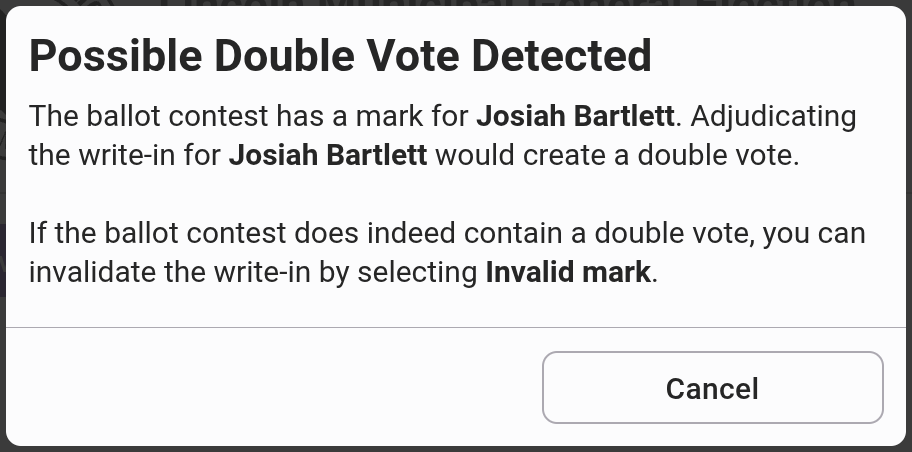 Possible Double Vote Detected
The ballot contest has a mark for Josiah Bartlett. Adjudicating
the write-in for Josiah Bartlett would create a double vote.
If the ballot contest does indeed contain a double vote, you can
invalidate the write-in by selecting Invalid mark.
Cancel